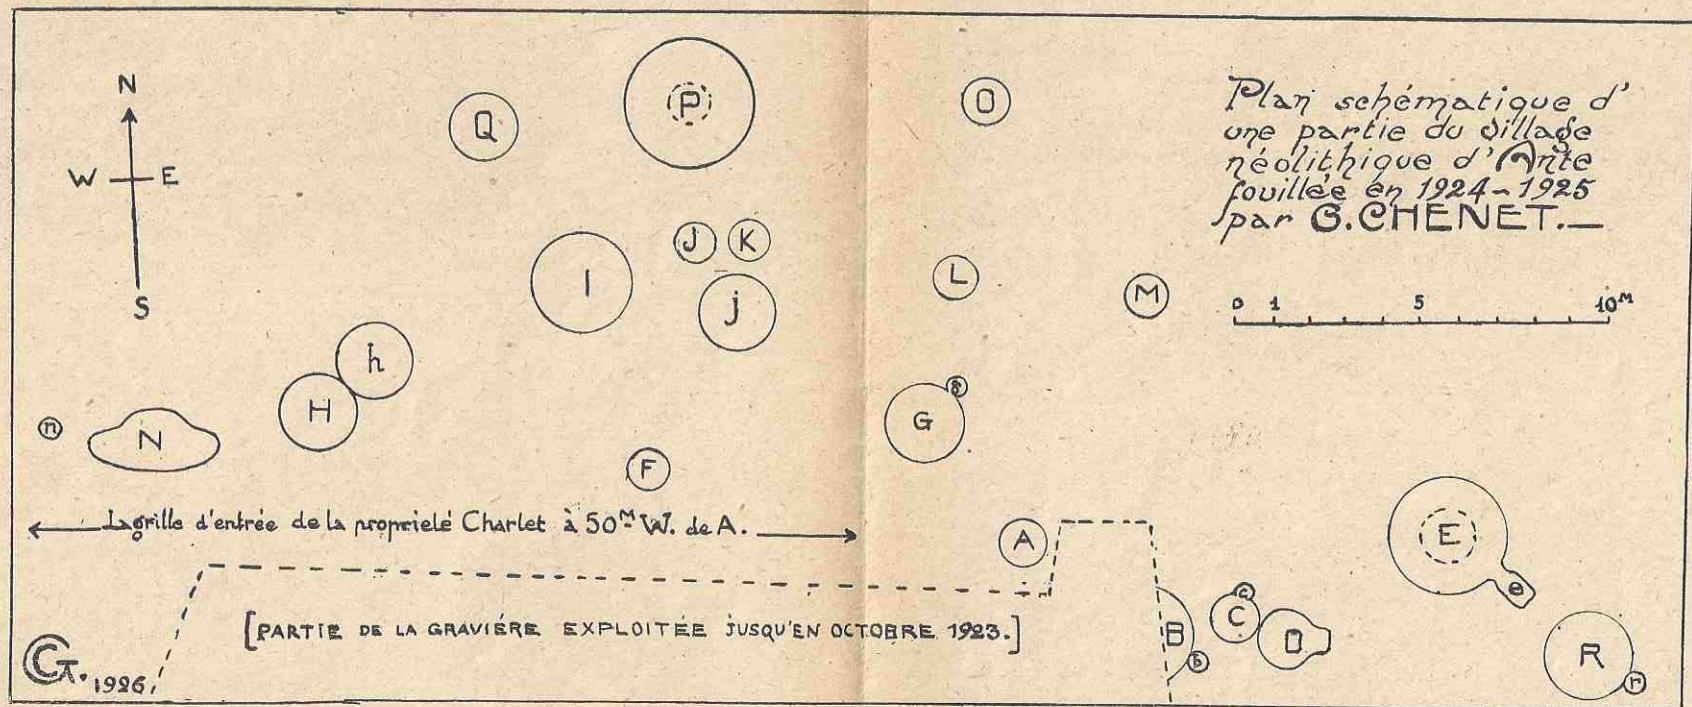 Plan schématique d'
une partie du village
néolithique d'Ante
fouillée en 1924-1925
par G. CHENET.—
0 1 5 10M
N
W E
S
Q
P
O
J
K
I
j
L
M
h
H
G
g
n
N
F
La grille d'entrée de la propriété Charlet à 50M W. de A.
A
E
e
[PARTIE DE LA GRAVIÈRE EXPLOITÉE JUSQU'EN OCTOBRE 1923.]
B
b
C
c
D
R
r
1926